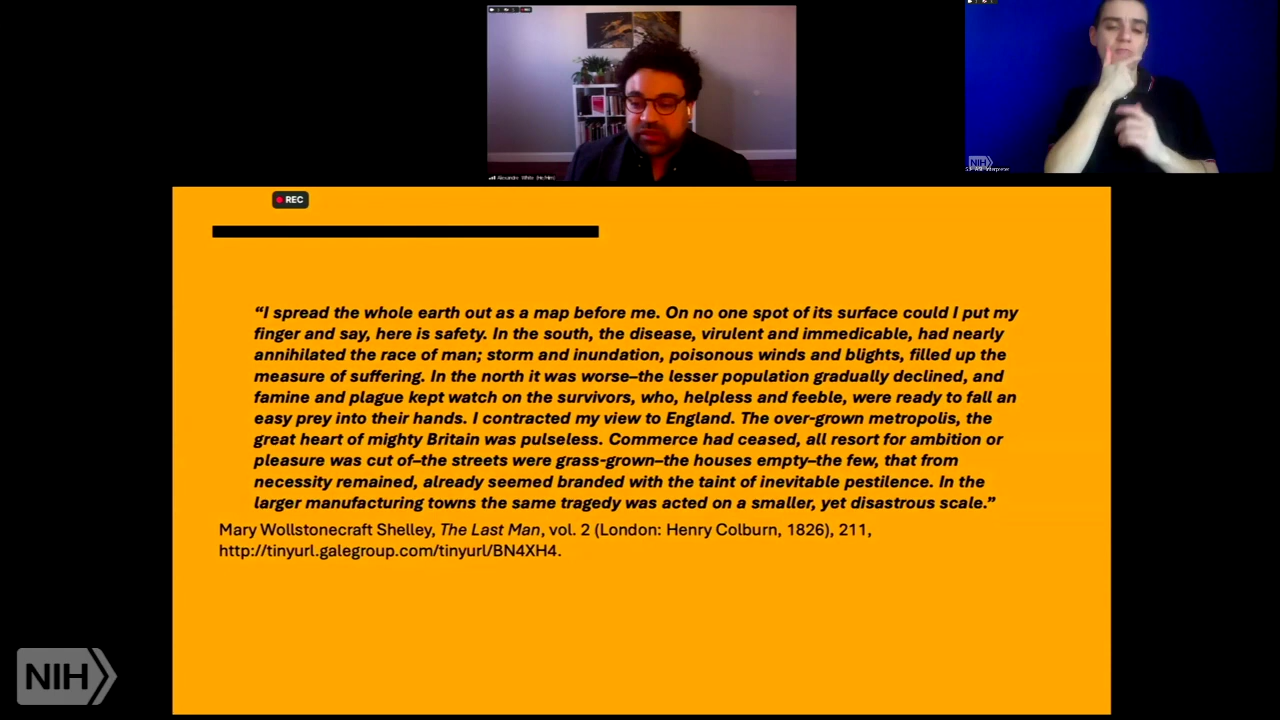 Alexandre White (He/Him)
NIH
ASL Interpreter
REC
“I spread the whole earth out as a map before me. On no one spot of its surface could I put my
finger and say, here is safety. In the south, the disease, virulent and immedicable, had nearly
annihilated the race of man; storm and inundation, poisonous winds and blights, filled up the
measure of suffering. In the north it was worse–the lesser population gradually declined, and
famine and plague kept watch on the survivors, who, helpless and feeble, were ready to fall an
easy prey into their hands. I contracted my view to England. The over-grown metropolis, the
great heart of mighty Britain was pulseless. Commerce had ceased, all resort for ambition or
pleasure was cut of–the streets were grass-grown–the houses empty–the few, that from
necessity remained, already seemed branded with the taint of inevitable pestilence. In the
larger manufacturing towns the same tragedy was acted on a smaller, yet disastrous scale.”
Mary Wollstonecraft Shelley, The Last Man, vol. 2 (London: Henry Colburn, 1826), 211,
http://tinyurl.galegroup.com/tinyurl/BN4XH4.
NIH